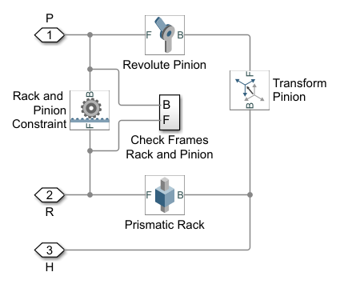 P
1
F
B
Revolute Pinion
Rack and
Pinion
Constraint
B
F
B
F
Check Frames
Rack and Pinion
F
B
Transform
Pinion
2
R
F
B
Prismatic Rack
3
H